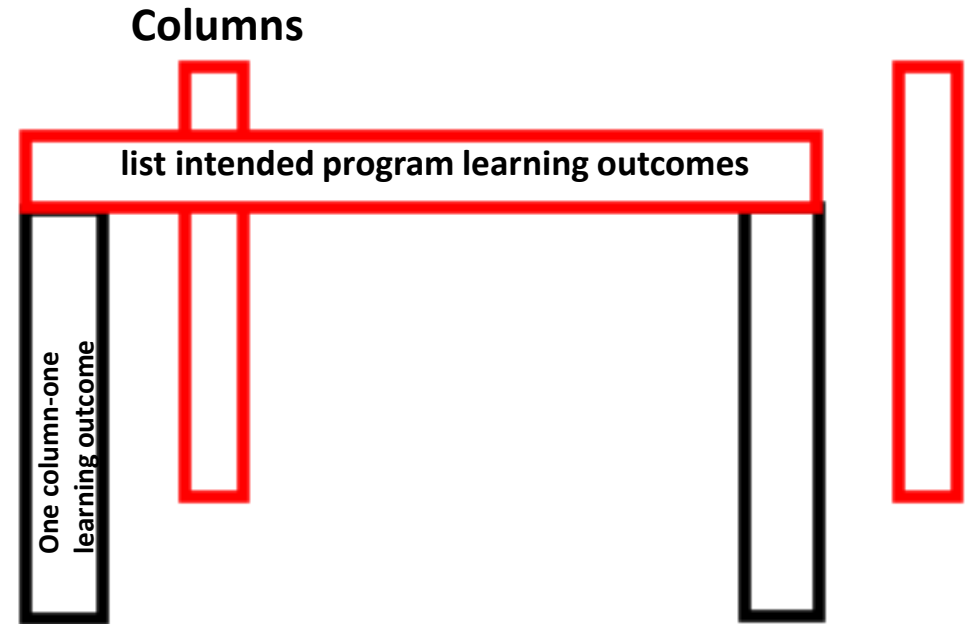 Columns
list intended program learning outcomes
One column-one
learning outcome